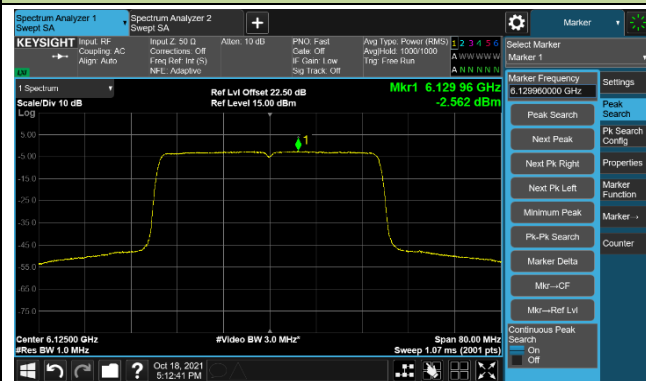 Spectrum Analyzer 1
Swept SA
Spectrum Analyzer 2
Swept SA
+
Marker
KEYSIGHT
Input: RF
Coupling: AC
Align: Auto
Input Z: 50 Ω
Corrections: Off
Freq Ref: Int (S)
NFE: Adaptive
Atten: 10 dB
PNO: Fast
Gate: Off
IF Gain: Low
Sig Track: Off
Avg Type: Power (RMS)
Avg|Hold: 1000/1000
Trig: Free Run
1 2 3 4 5 6
A W W W W W
A N N N N N
LXI
Select Marker
Marker 1
1 Spectrum
Scale/Div 10 dB
Log
Ref Lvl Offset 22.50 dB
Ref Level 15.00 dBm
Mkr1 6.129 96 GHz
-2.562 dBm
1
5.00
-5.00
-15.0
-25.0
-35.0
-45.0
-55.0
-65.0
-75.0
Center 6.12500 GHz
#Res BW 1.0 MHz
#Video BW 3.0 MHz*
Span 80.00 MHz
Sweep 1.07 ms (2001 pts)
Marker Frequency
6.129960000 GHz
Peak Search
Next Peak
Next Pk Right
Next Pk Left
Minimum Peak
Pk-Pk Search
Marker Delta
Mkr→CF
Mkr→Ref Lvl
Continuous Peak
Search
On
Off
Settings
Peak
Search
Pk Search
Config
Properties
Marker
Function
Marker→
Counter
?
Oct 18, 2021
5:12:41 PM